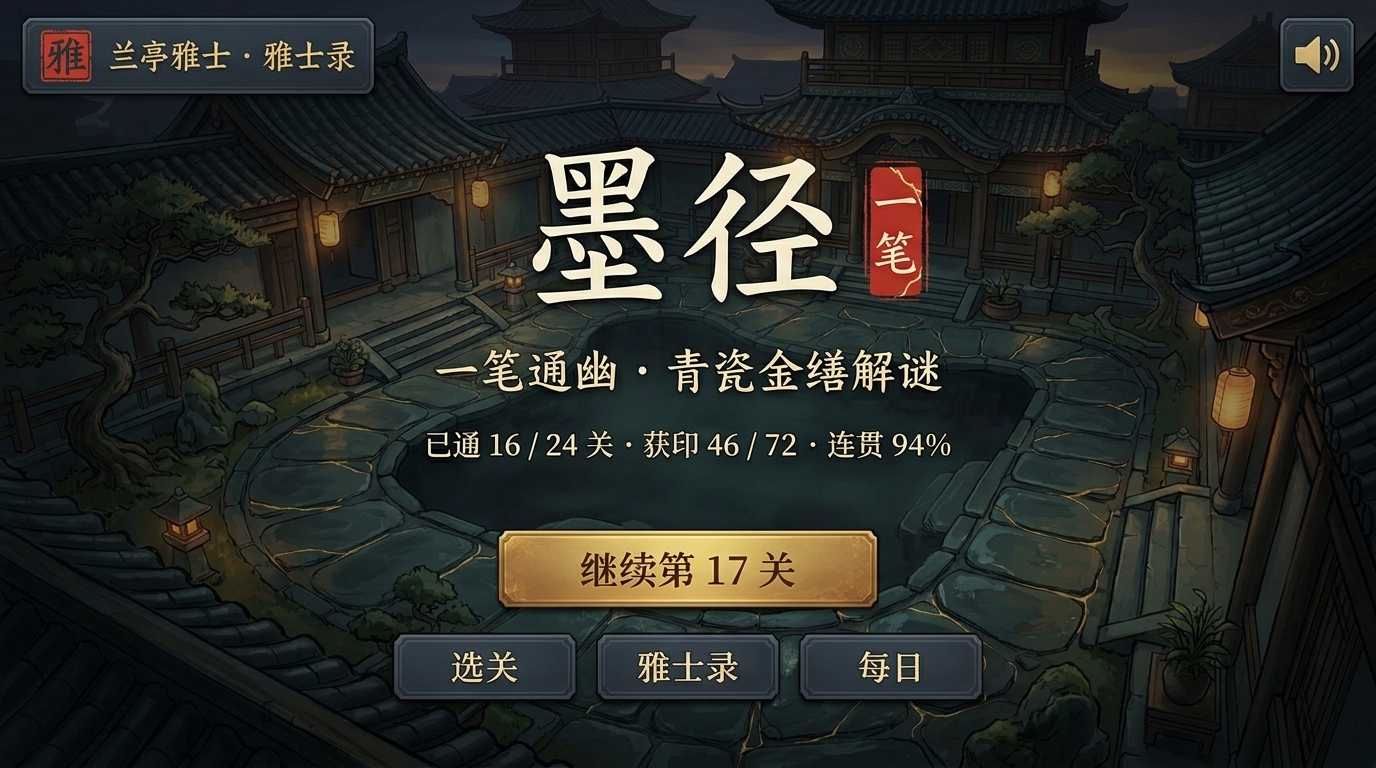 雅 兰亭雅士·雅士录
墨径
一笔
一笔通幽·青瓷金缮解谜
已通 16 / 24 关·获印 46 / 72·连贯 94%
继续第 17 关
选关
雅士录
每日